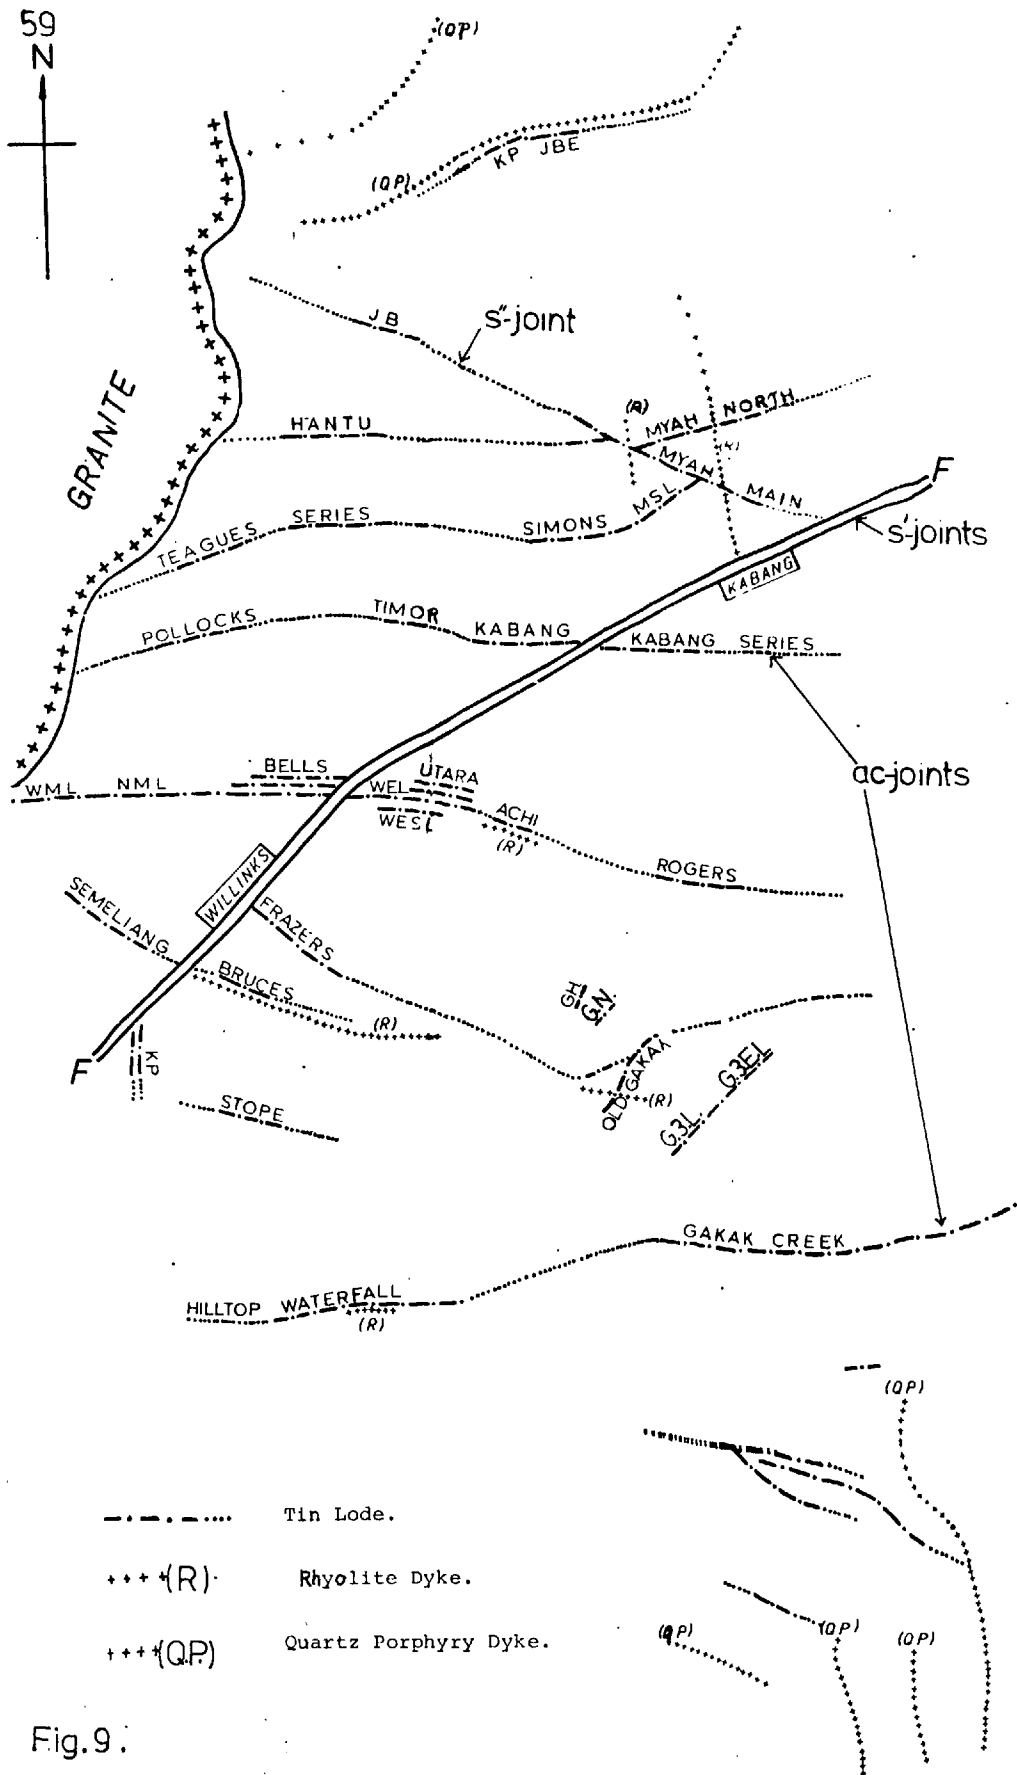 59
N
(QP)
KP JBE
(QP)
JB
s"-joint
GRANITE
HANTU
(R)
MYAH NORTH
(R)
MYAH MAIN
F
TEAGUES SERIES
SIMONS MSL
s'-joints
KABANG
POLLOCKS
TIMOR
KABANG
KABANG SERIES
ac-joints
BELLS
UTARA
WML
NML
WEL
WESL
ACHI
(R)
ROGERS
WILLINKS
SEMELIANG
FRAZERS
BRUCES
(R)
GH
GN
F
KP
OLD GAKAK
(R)
G3EL
G3L
STOPE
GAKAK CREEK
HILLTOP WATERFALL
(R)
(QP)
Tin Lode.
(R)
Rhyolite Dyke.
(QP)
Quartz Porphyry Dyke.
(QP)
(QP)
(QP)
Fig.9.